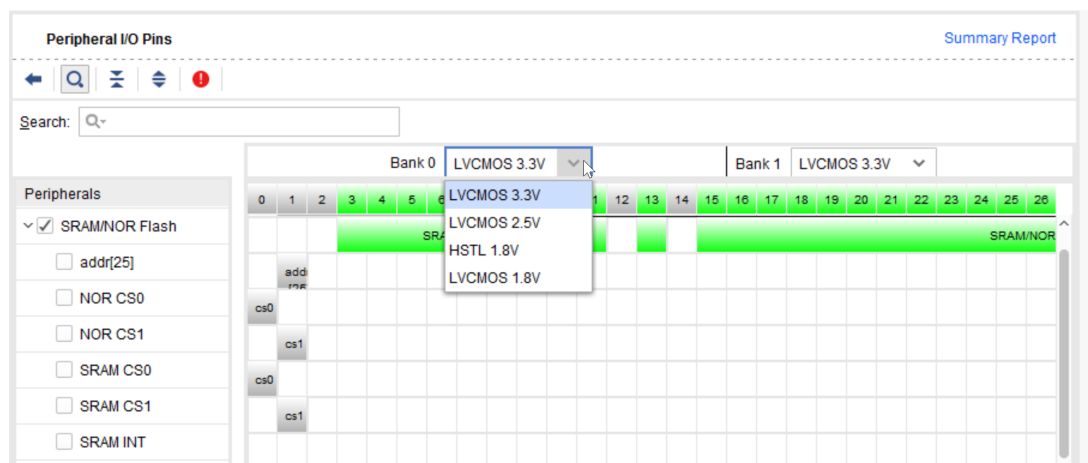 Peripheral I/O Pins
Summary Report
Search:
Bank 0 LVCMOS 3.3V
Bank 1 LVCMOS 3.3V
LVCMOS 3.3V
LVCMOS 2.5V
HSTL 1.8V
LVCMOS 1.8V
Peripherals
0 1 2 3 4 5 12 13 14 15 16 17 18 19 20 21 22 23 24 25 26
SRAM/NOR Flash
SRAM/NOR
addr[25]
NOR CS0
cs0
NOR CS1
cs1
SRAM CS0
cs0
SRAM CS1
cs1
SRAM INT